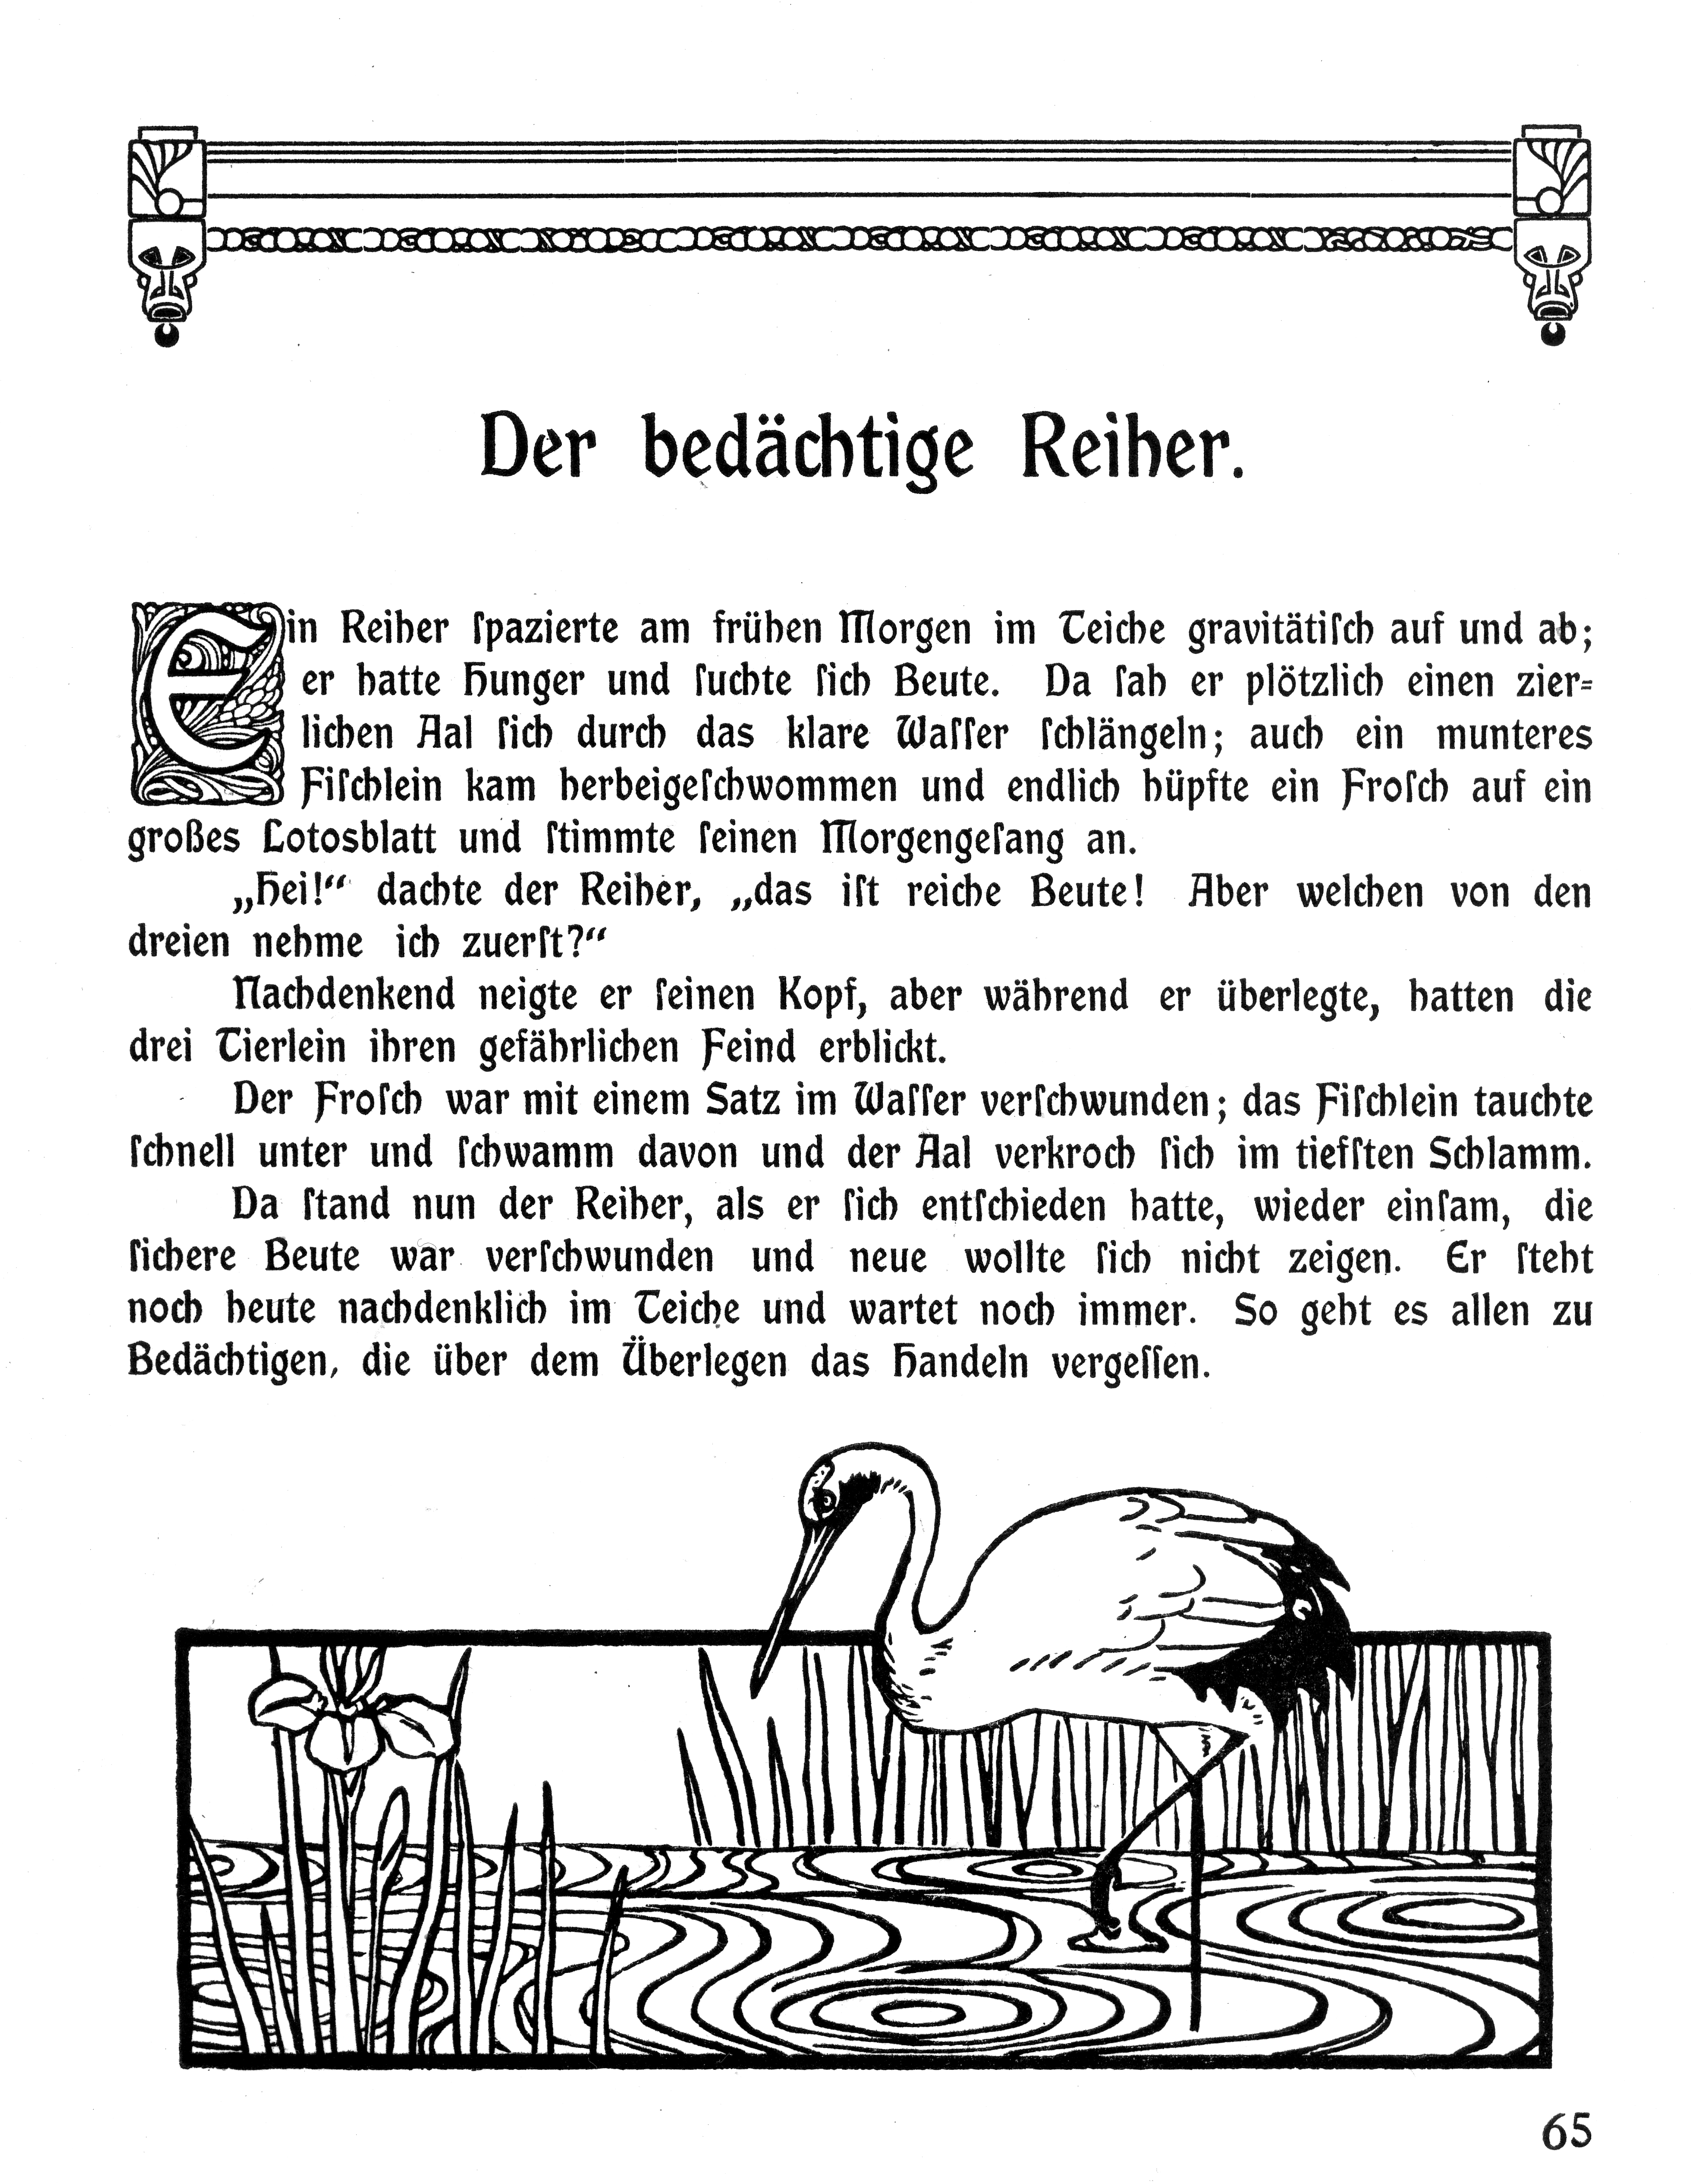 Der bedächtige Reiher.
Ein Reiher ſpazierte am frühen Morgen im Teiche gravitätiſch auf und ab;
er hatte Hunger und ſuchte ſich Beute. Da ſah er plötzlich einen zier⸗
lichen Aal ſich durch das klare Waſſer ſchlängeln; auch ein munteres
Fiſchlein kam herbeigeſchwommen und endlich hüpfte ein Froſch auf ein
großes Lotosblatt und ſtimmte ſeinen Morgengeſang an.
„Hei!“ dachte der Reiher, „das iſt reiche Beute! Aber welchen von den
dreien nehme ich zuerſt?“
Nachdenkend neigte er ſeinen Kopf, aber während er überlegte, hatten die
drei Tierlein ihren gefährlichen Feind erblickt.
Der Froſch war mit einem Satz im Waſſer verſchwunden; das Fiſchlein tauchte
ſchnell unter und ſchwamm davon und der Aal verkroch ſich im tiefſten Schlamm.
Da ſtand nun der Reiher, als er ſich entſchieden hatte, wieder einſam, die
ſichere Beute war verſchwunden und neue wollte ſich nicht zeigen. Er ſteht
noch heute nachdenklich im Teiche und wartet noch immer. So geht es allen zu
Bedächtigen, die über dem Überlegen das Handeln vergeſſen.
65